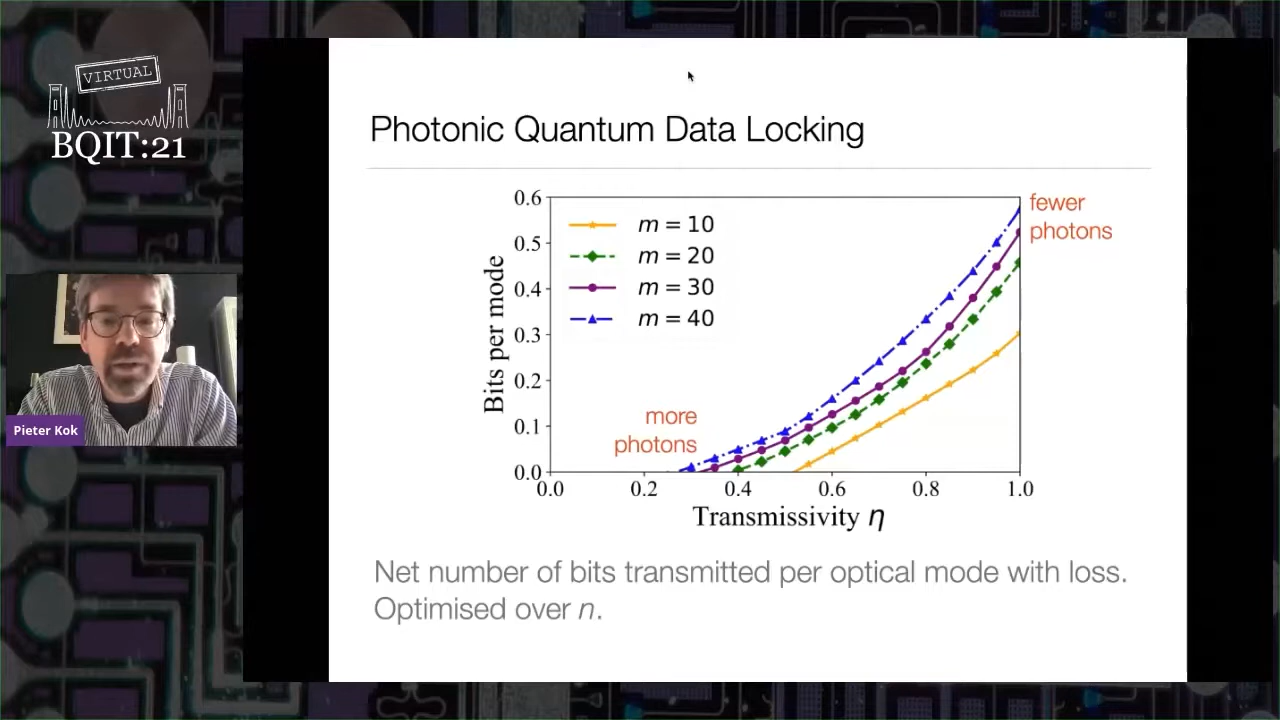 VIRTUAL
BQIT:21
Pieter Kok
Photonic Quantum Data Locking
fewer
photons
more
photons
m = 10
m = 20
m = 30
m = 40
Bits per mode
0.6
0.5
0.4
0.3
0.2
0.1
0.0
0.0 0.2 0.4 0.6 0.8 1.0
Transmissivity η
Net number of bits transmitted per optical mode with loss.
Optimised over n.